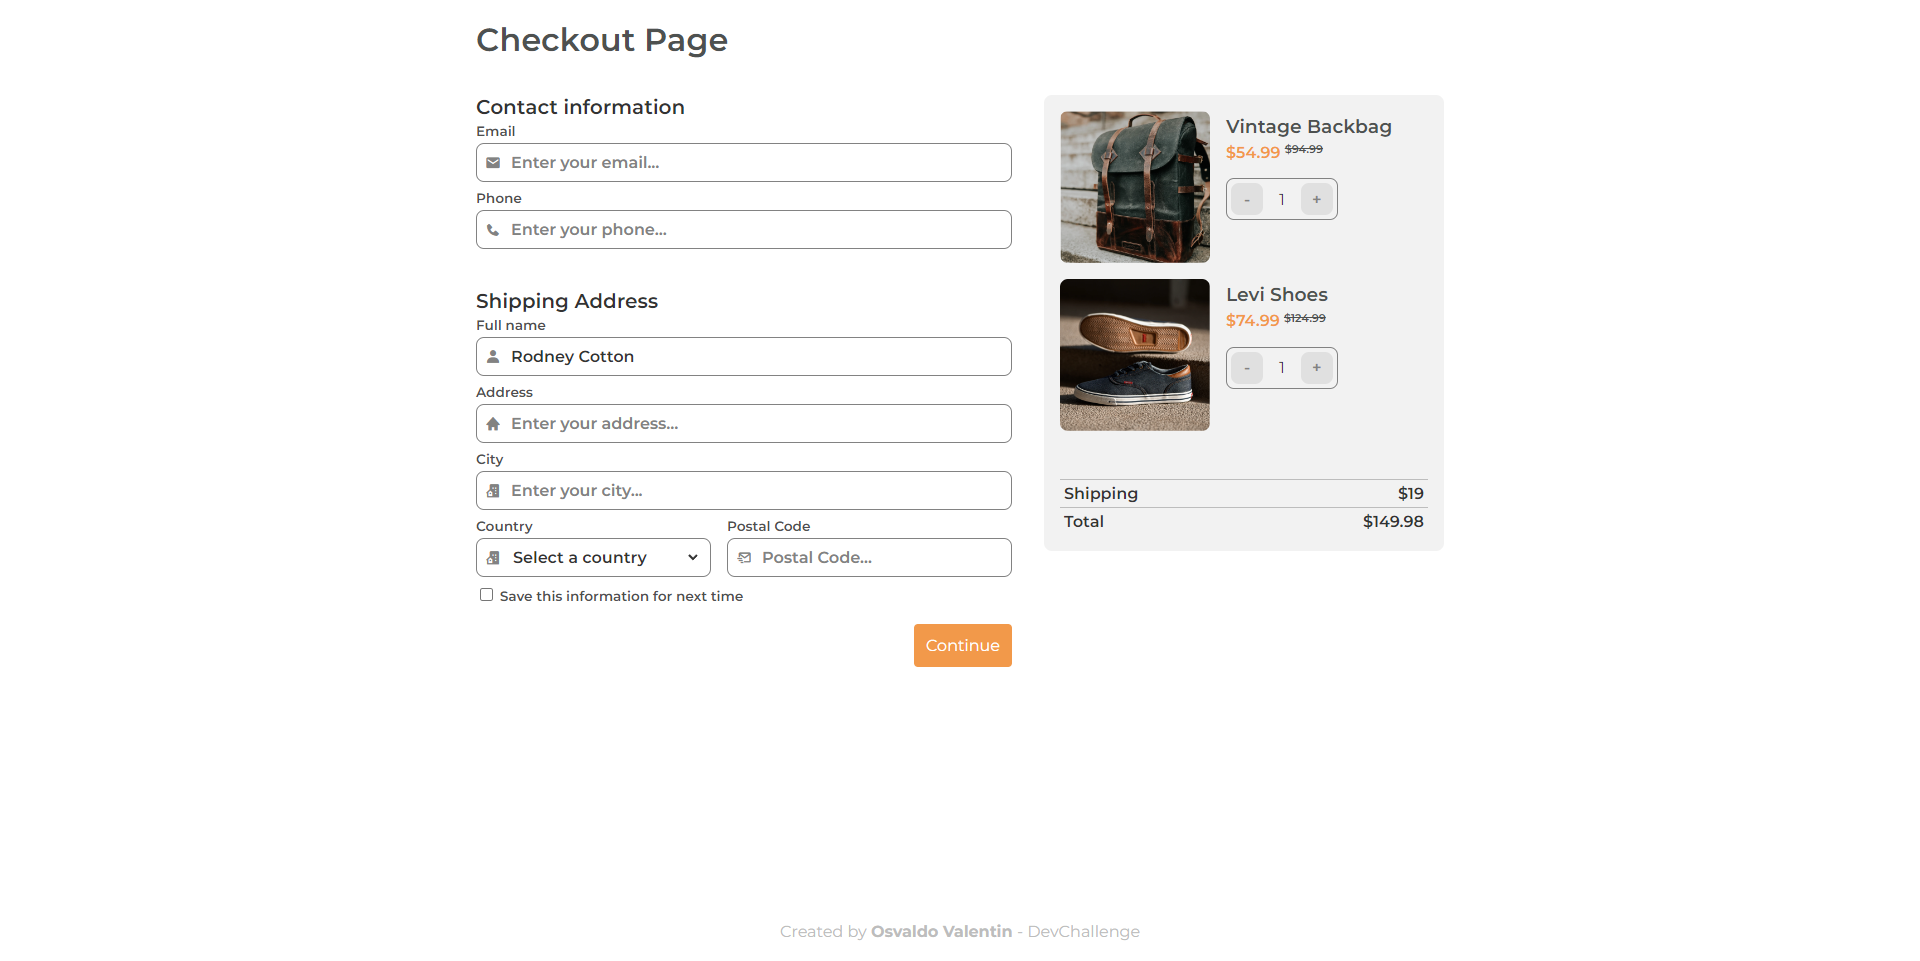 Checkout Page
Contact information
Email
Enter your email...
Phone
Enter your phone...
Shipping Address
Full name
Rodney Cotton
Address
Enter your address...
City
Enter your city...
Country
Select a country
Postal Code
Postal Code...
Save this information for next time
Continue
Vintage Backbag
$54.99 $94.99
- 1 +
Levi Shoes
$74.99 $124.99
- 1 +
Shipping $19
Total $149.98
Created by Osvaldo Valentin - DevChallenge